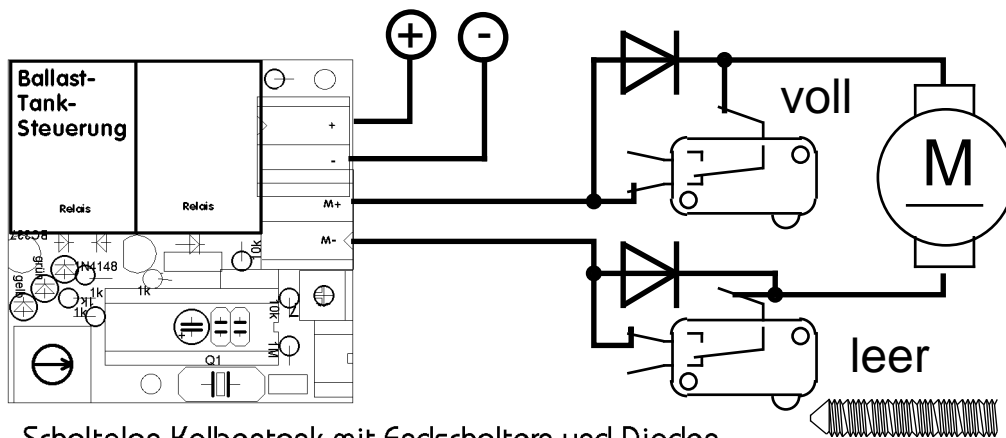 + -
Ballast-
Tank-
Steuerung
Relais
Relais
+
-
M+
M-
voll
M
leer
BC337
10k
1N4148
grün
gelb
1k
1k
1k
1k
10k
1M
Q1
+
Schaltplan Kolbentank mit Endschaltern und Dioden